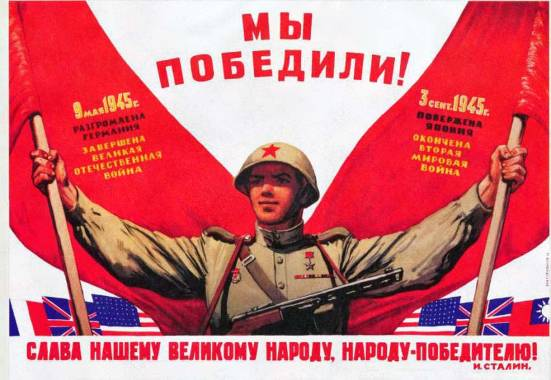 МЫ
ПОБЕДИЛИ!
9 МАЯ 1945 г.
РАЗГРОМЛЕНА
ГЕРМАНИЯ
ЗАВЕРШЕНА
ВЕЛИКАЯ
ОТЕЧЕСТВЕННАЯ
ВОЙНА
3 СЕНТ. 1945 г.
ПОВЕРЖЕНА
ЯПОНИЯ
ОКОНЧЕНА
ВТОРАЯ
МИРОВАЯ
ВОЙНА
СЛАВА НАШЕМУ ВЕЛИКОМУ НАРОДУ, НАРОДУ-ПОБЕДИТЕЛЮ!
И. СТАЛИН.